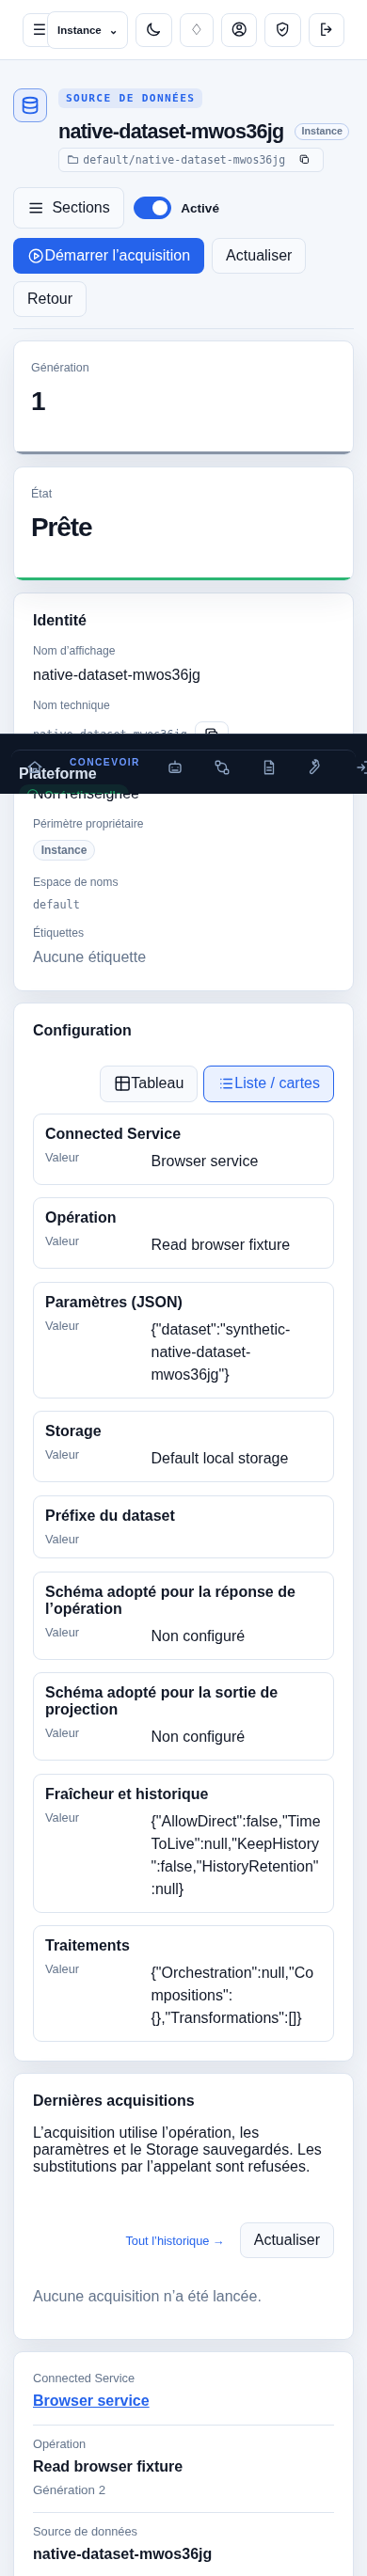 Instance
SOURCE DE DONNÉES
native-dataset-mwos36jg Instance
default/native-dataset-mwos36jg
Sections Activé
Démarrer l'acquisition Actualiser
Retour
Génération
1
État
Prête
Identité
Nom d'affichage
native-dataset-mwos36jg
Nom technique
CONCEVOIR
Plateforme
Non renseignée
Périmètre propriétaire
Instance
Espace de noms
default
Étiquettes
Aucune étiquette
Configuration
Tableau Liste / cartes
Connected Service
Valeur Browser service
Opération
Valeur Read browser fixture
Paramètres (JSON)
Valeur {"dataset":"synthetic-
native-dataset-
mwos36jg"}
Storage
Valeur Default local storage
Préfixe du dataset
Valeur
Schéma adopté pour la réponse de
l'opération
Valeur Non configuré
Schéma adopté pour la sortie de
projection
Valeur Non configuré
Fraîcheur et historique
Valeur {"AllowDirect":false,"Time
ToLive":null,"KeepHistory
":false,"HistoryRetention"
:null}
Traitements
Valeur {"Orchestration":null,"Co
mpositions":
{},"Transformations":[]}
Dernières acquisitions
L'acquisition utilise l'opération, les
paramètres et le Storage sauvegardés. Les
substitutions par l'appelant sont refusées.
Tout l'historique → Actualiser
Aucune acquisition n'a été lancée.
Connected Service
Browser service
Opération
Read browser fixture
Génération 2
Source de données
native-dataset-mwos36jg